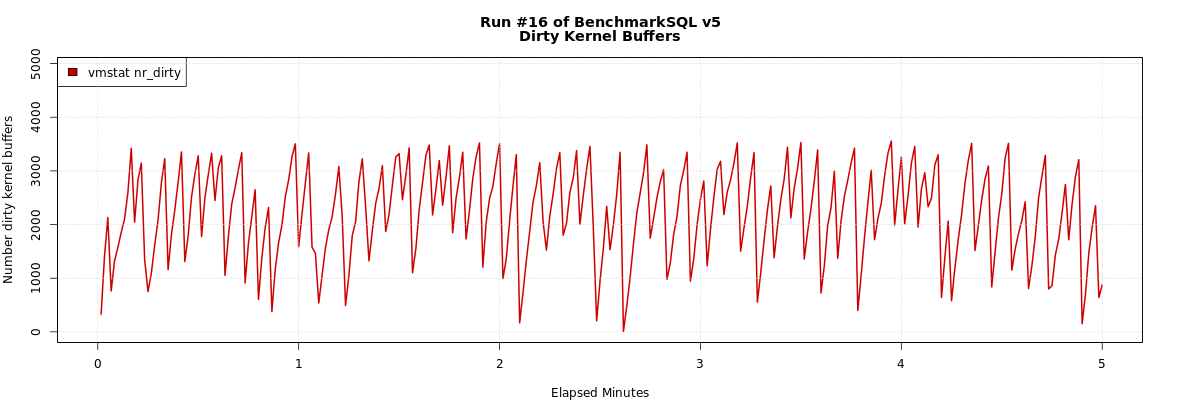 Run #16 of BenchmarkSQL v5
Dirty Kernel Buffers
vmstat nr_dirty
Number dirty kernel buffers
5000
4000
3000
2000
1000
0
0 1 2 3 4 5
Elapsed Minutes